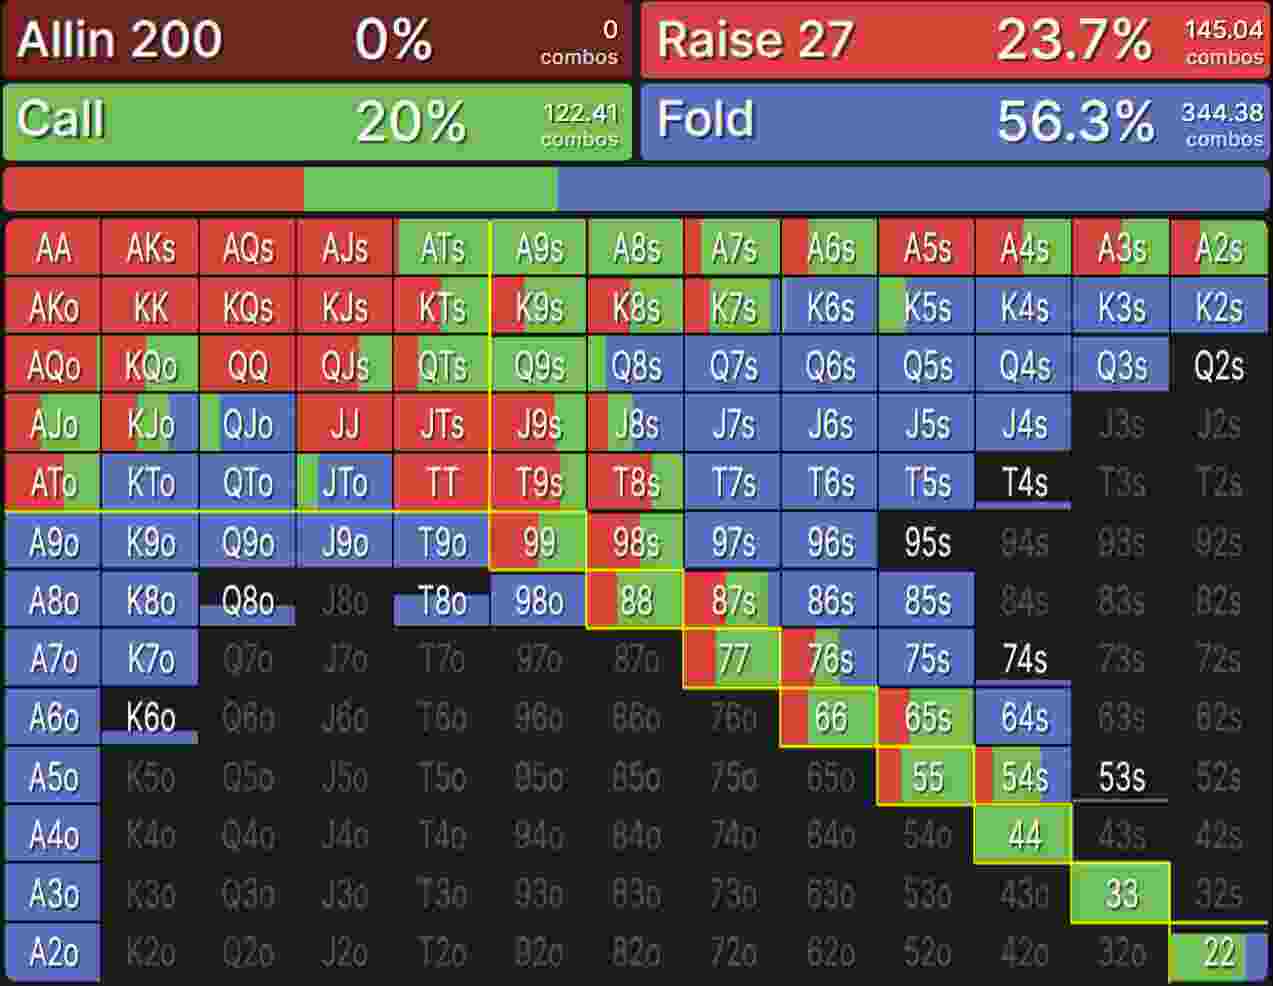 Allin 200 0% 0 combos Raise 27 23.7% 145.04 combos
Call 20% 122.41 combos Fold 56.3% 344.38 combos
AA AKs AQs AJs ATs A9s A8s A7s A6s A5s A4s A3s A2s
AKo KK KQs KJs KTs K9s K8s K7s K6s K5s K4s K3s K2s
AQo KQo QQ QJs QTs Q9s Q8s Q7s Q6s Q5s Q4s Q3s Q2s
AJo KJo QJo JJ JTs J9s J8s J7s J6s J5s J4s J3s J2s
ATo KTo QTo JTo TT T9s T8s T7s T6s T5s T4s T3s T2s
A9o K9o Q9o J9o T9o 99 98s 97s 96s 95s 94s 93s 92s
A8o K8o Q8o J8o T8o 98o 88 87s 86s 85s 84s 83s 82s
A7o K7o Q7o J7o T7o 97o 87o 77 76s 75s 74s 73s 72s
A6o K6o Q6o J6o T6o 96o 86o 76o 66 65s 64s 63s 62s
A5o K5o Q5o J5o T5o 95o 85o 75o 65o 55 54s 53s 52s
A4o K4o Q4o J4o T4o 94o 84o 74o 64o 54o 44 43s 42s
A3o K3o Q3o J3o T3o 93o 83o 73o 63o 53o 43o 33 32s
A2o K2o Q2o J2o T2o 92o 82o 72o 62o 52o 42o 32o 22